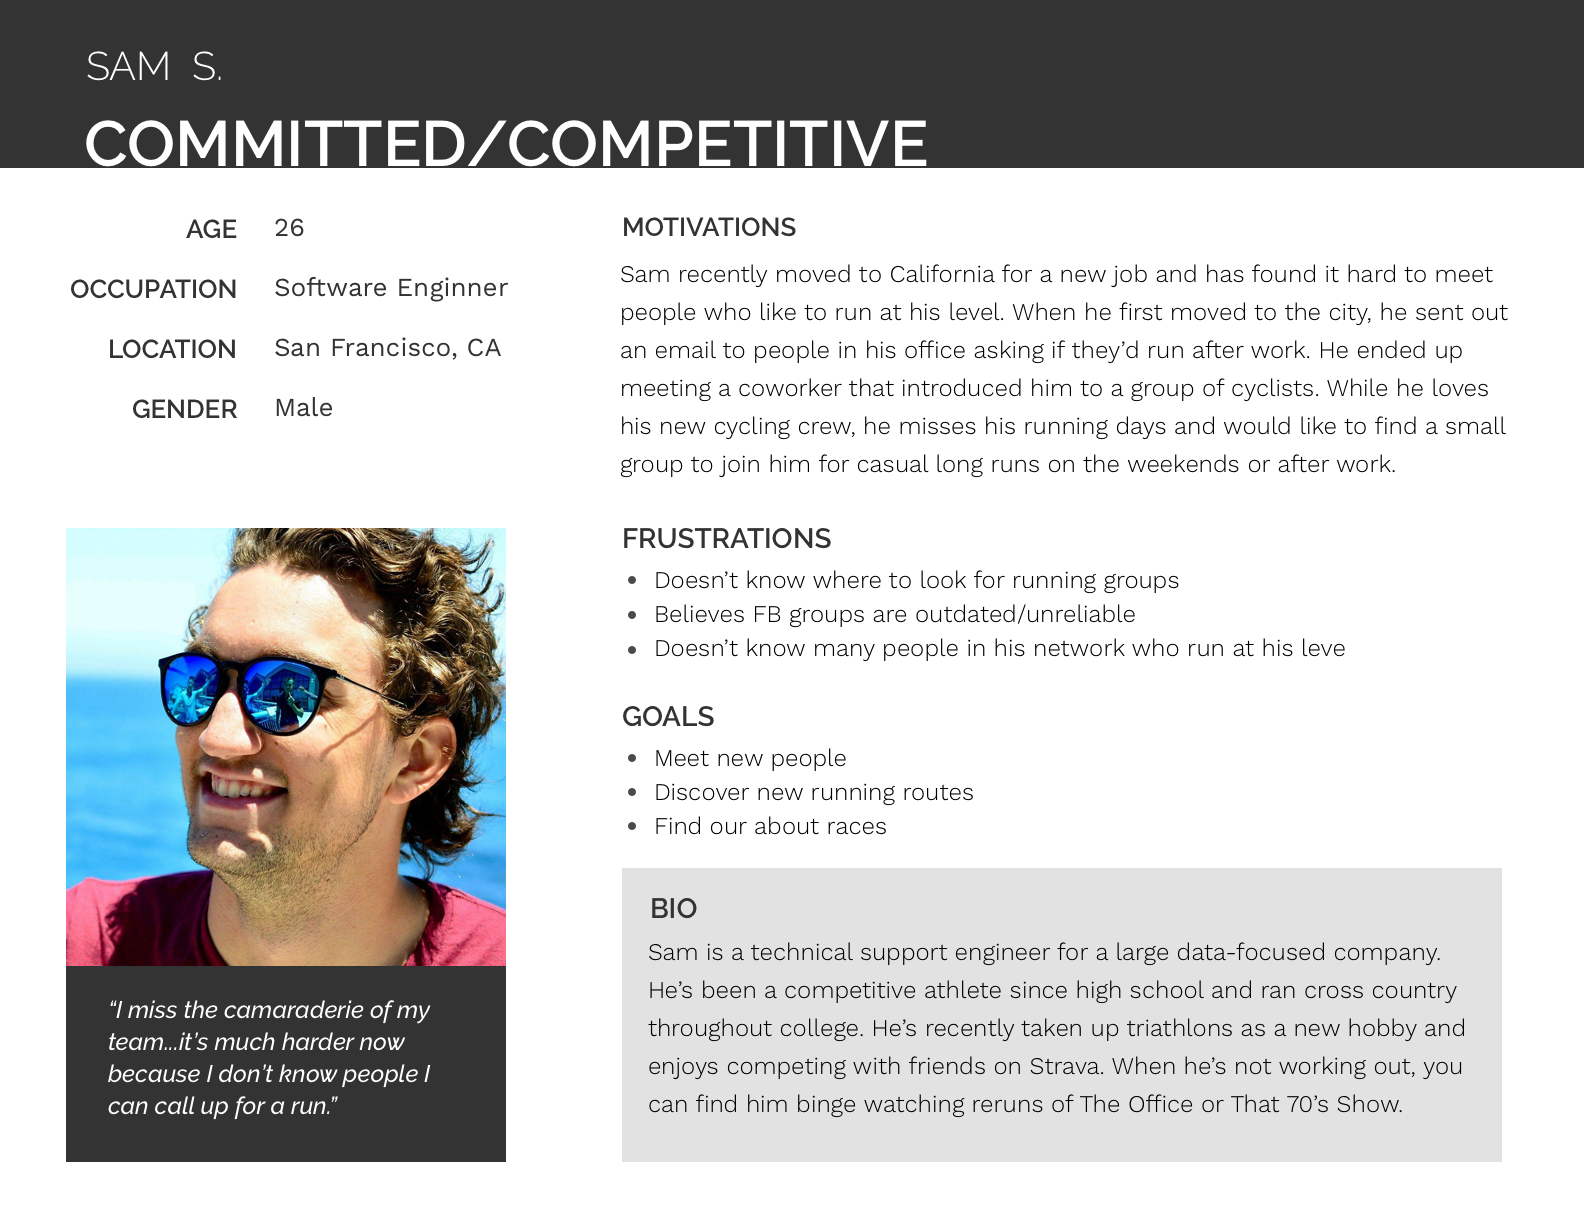 SAM S.
COMMITTED/COMPETITIVE
AGE 26
OCCUPATION Software Enginner
LOCATION San Francisco, CA
GENDER Male
“I miss the camaraderie of my
team...it’s much harder now
because I don’t know people I
can call up for a run.”
MOTIVATIONS
Sam recently moved to California for a new job and has found it hard to meet
people who like to run at his level. When he first moved to the city, he sent out
an email to people in his office asking if they’d run after work. He ended up
meeting a coworker that introduced him to a group of cyclists. While he loves
his new cycling crew, he misses his running days and would like to find a small
group to join him for casual long runs on the weekends or after work.
FRUSTRATIONS
• Doesn’t know where to look for running groups
• Believes FB groups are outdated/unreliable
• Doesn’t know many people in his network who run at his leve
GOALS
• Meet new people
• Discover new running routes
• Find our about races
BIO
Sam is a technical support engineer for a large data-focused company.
He’s been a competitive athlete since high school and ran cross country
throughout college. He’s recently taken up triathlons as a new hobby and
enjoys competing with friends on Strava. When he’s not working out, you
can find him binge watching reruns of The Office or That 70’s Show.